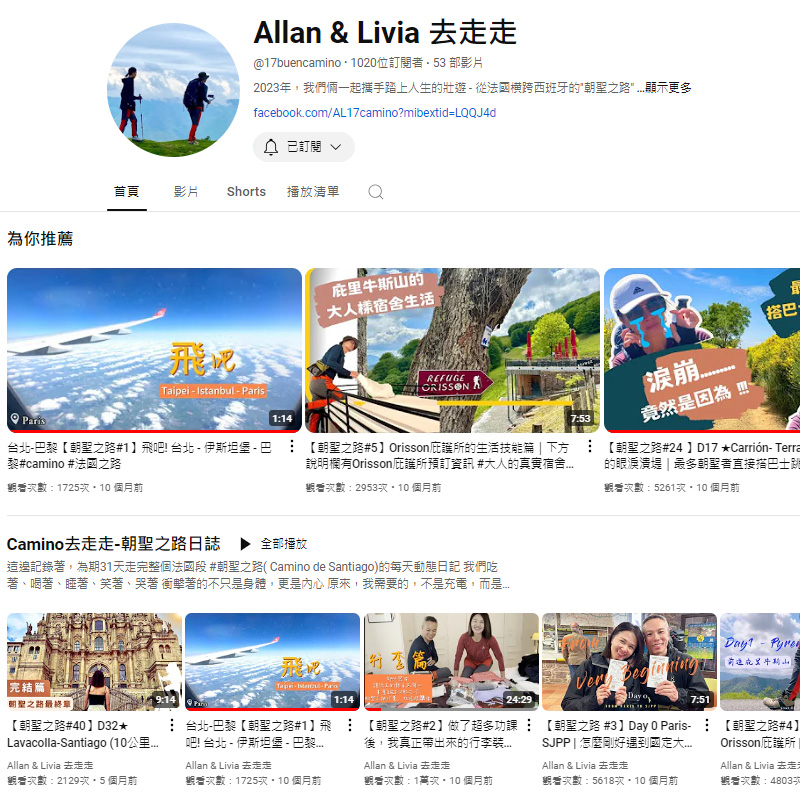 Allan & Livia 去走走
@17buencamino · 1020位訂閱者 · 53 部影片
2023年，我們倆一起攜手踏上人生的壯遊 - 從法國橫跨西班牙的"朝聖之路" ...顯示更多
facebook.com/AL17camino?mibextid=LQQJ4d
已訂閱
首頁 影片 Shorts 播放清單
為你推薦
飛吧
Taipei - Istanbul - Paris
Paris
1:14
庇里牛斯山的
大人樣宿舍生活
REFUGE
ORISSON
7:53
搭巴
淚崩........
竟然是因為 !!!
台北-巴黎【朝聖之路#1】飛吧! 台北 - 伊斯坦堡 - 巴
黎#camino #法國之路
觀看次數：1725次 · 10 個月前
【朝聖之路#5】Orisson庇護所的生活技能篇｜下方
說明欄有Orisson庇護所預訂資訊 #大人的真實宿舍...
觀看次數：2953次 · 10 個月前
【朝聖之路#24 】D17 ★Carrión- Terra
的眼淚潰堤｜最多朝聖者直接搭巴士跳
觀看次數：5261次 · 10 個月前
Camino去走走-朝聖之路日誌 全部播放
這邊記錄著，為期31天走完整個法國段 #朝聖之路( Camino de Santiago)的每天動態日記 我們吃
著、喝著、睡著、笑著、哭著 衝擊著的不只是身體，更是內心 原來，我需要的，不是充電，而是...
完結篇
朝聖之路最終章
9:14
飛吧
Taipei - Istanbul - Paris
Paris
1:14
行李篇
24:29
From
Very Beginning
Day 0
7:51
Day1 - Pyren
前進庇里牛斯山
【朝聖之路#40】D32★
Lavacolla-Santiago (10公里...
Allan & Livia 去走走
觀看次數：2129次 · 5 個月前
台北-巴黎【朝聖之路#1】飛
吧! 台北 - 伊斯坦堡 - 巴黎...
Allan & Livia 去走走
觀看次數：1725次 · 10 個月前
【朝聖之路#2】做了超多功課
後，我真正帶出來的行李裝...
Allan & Livia 去走走
觀看次數：1萬次 · 10 個月前
【朝聖之路 #3】Day 0 Paris-
SJPP | 怎麼剛好遇到國定大...
Allan & Livia 去走走
觀看次數：5618次 · 10 個月前
【朝聖之路#4】
Orisson庇護所 |
Allan & Livia 去走走
觀看次數：4803次